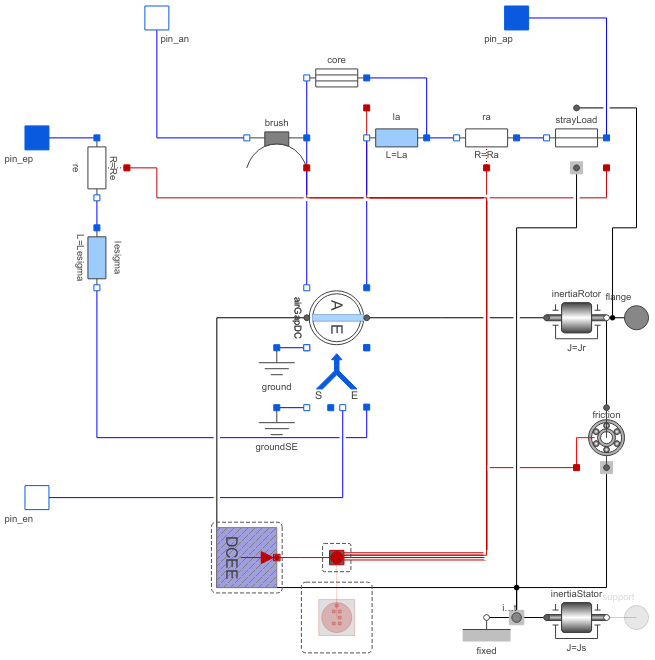 pin_an
pin_ap
core
brush
la
L=La
ra
R=Ra
strayLoad
pin_ep
re
R=Re
L=Lesigma
lesigma
airGapDC
A
E
inertiaRotor
flange
J=Jr
ground
S
E
groundSE
friction
pin_en
DCEE
i...t
inertiaStator
support
fixed
J=Js